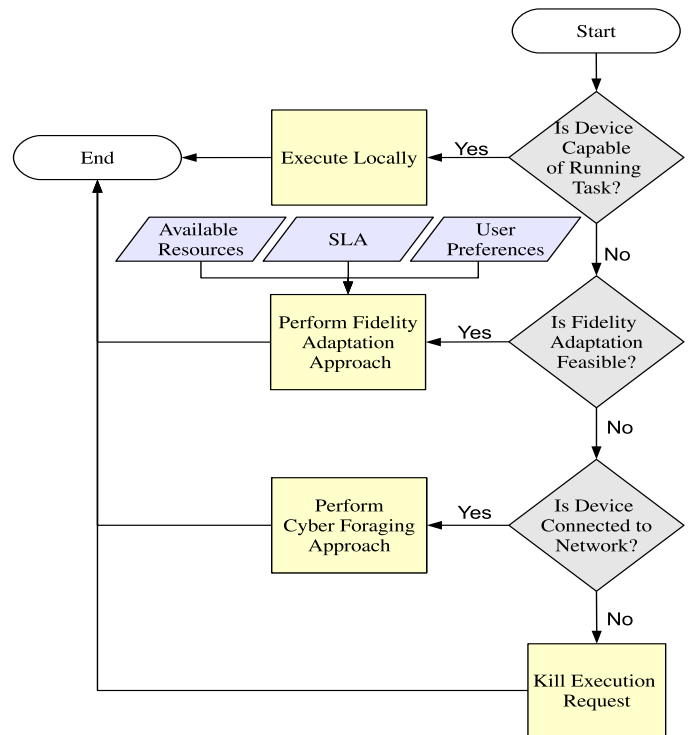 Start
Is Device
Capable
of Running
Task?
Yes
Execute Locally
End
No
Available
Resources
SLA
User
Preferences
Is Fidelity
Adaptation
Feasible?
Yes
Perform Fidelity
Adaptation
Approach
No
Is Device
Connected to
Network?
Yes
Perform
Cyber Foraging
Approach
No
Kill Execution
Request